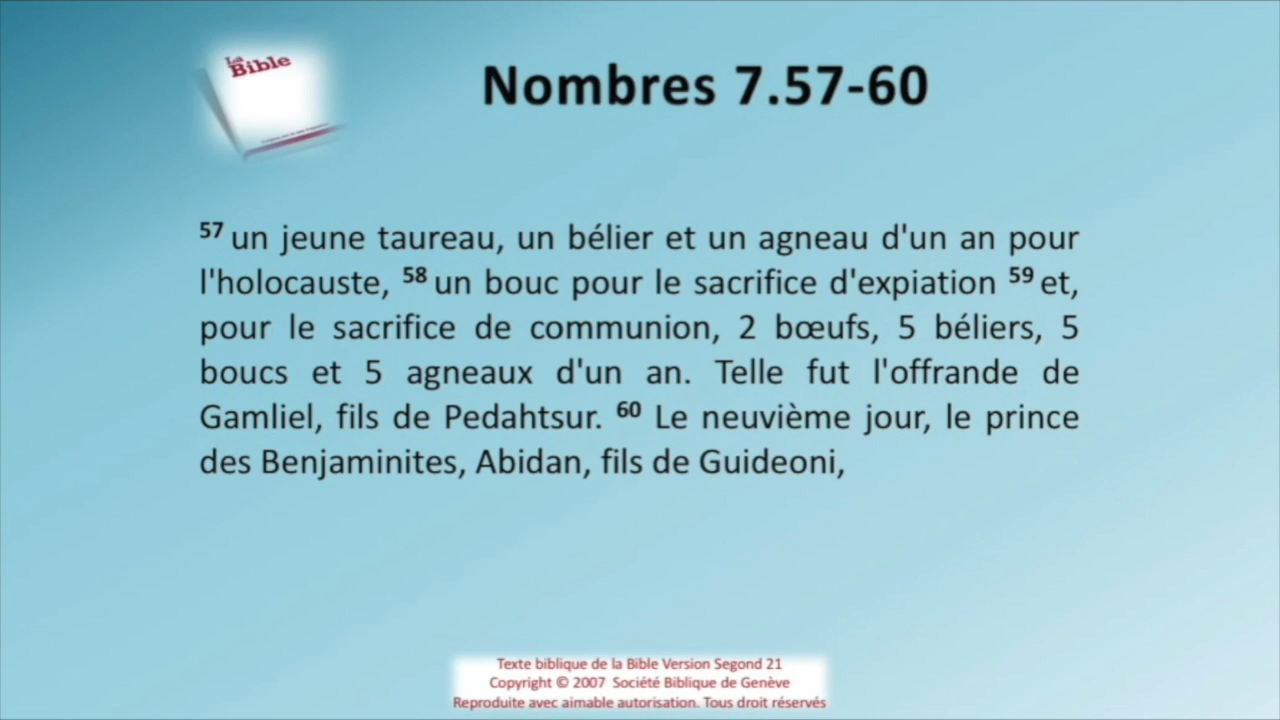 La
Bible
Nombres 7.57-60
57 un jeune taureau, un bélier et un agneau d'un an pour
l'holocauste, 58 un bouc pour le sacrifice d'expiation 59 et,
pour le sacrifice de communion, 2 bœufs, 5 béliers, 5
boucs et 5 agneaux d'un an. Telle fut l'offrande de
Gamliel, fils de Pedahtsur. 60 Le neuvième jour, le prince
des Benjaminites, Abidan, fils de Guideoni,
Texte biblique de la Bible Version Segond 21
Copyright © 2007 Société Biblique de Genève
Reproduite avec aimable autorisation. Tous droit réservés